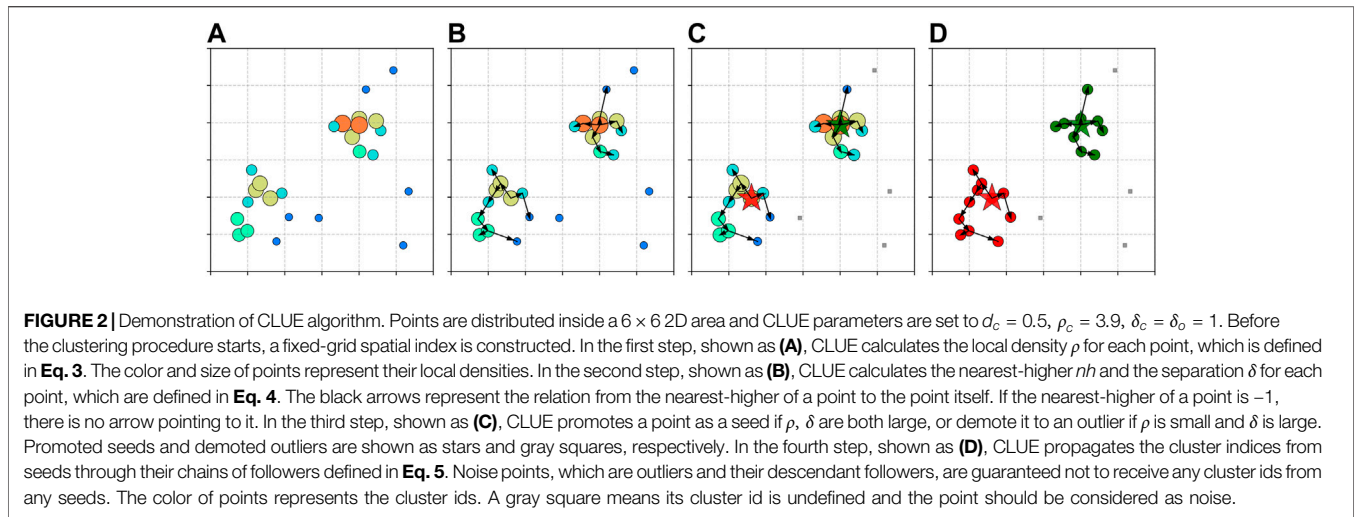 A B C D
FIGURE 2 | Demonstration of CLUE algorithm. Points are distributed inside a 6 × 6 2D area and CLUE parameters are set to d_c = 0.5, ρ_c = 3.9, δ_c = δ_o = 1. Before
the clustering procedure starts, a fixed-grid spatial index is constructed. In the first step, shown as (A), CLUE calculates the local density ρ for each point, which is defined
in Eq. 3. The color and size of points represent their local densities. In the second step, shown as (B), CLUE calculates the nearest-higher nh and the separation δ for each
point, which are defined in Eq. 4. The black arrows represent the relation from the nearest-higher of a point to the point itself. If the nearest-higher of a point is −1,
there is no arrow pointing to it. In the third step, shown as (C), CLUE promotes a point as a seed if ρ, δ are both large, or demote it to an outlier if ρ is small and δ is large.
Promoted seeds and demoted outliers are shown as stars and gray squares, respectively. In the fourth step, shown as (D), CLUE propagates the cluster indices from
seeds through their chains of followers defined in Eq. 5. Noise points, which are outliers and their descendant followers, are guaranteed not to receive any cluster ids from
any seeds. The color of points represents the cluster ids. A gray square means its cluster id is undefined and the point should be considered as noise.